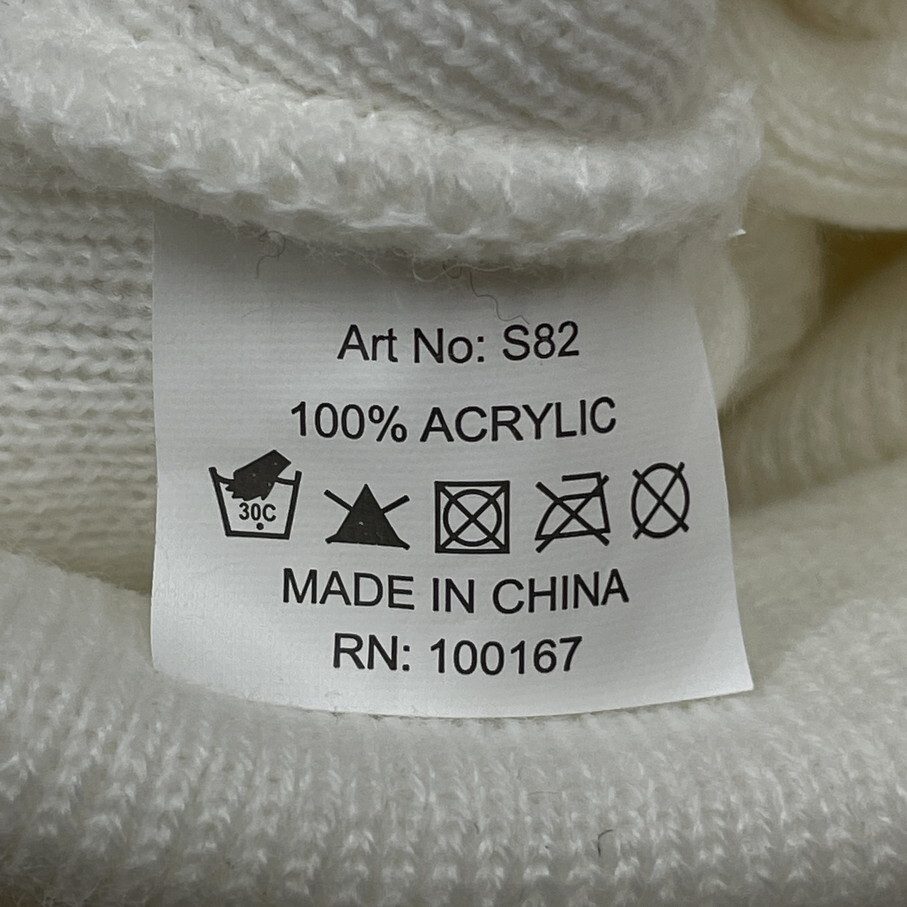 Art No: S82
100% ACRYLIC
30C
MADE IN CHINA
RN: 100167